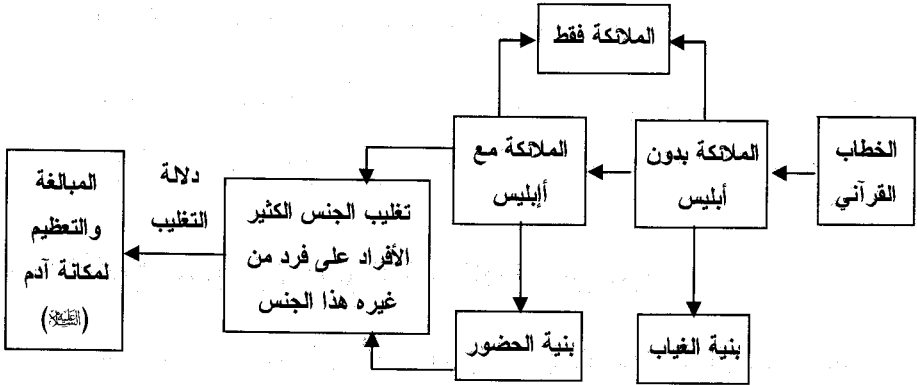 الملائكة فقط
الخطاب
القرآني
الملائكة بدون
أبليس
الملائكة مع
أإبليس
دلالة
التغليب
تغليب الجنس الكثير
الأفراد على فرد من
غيره هذا الجنس
المبالغة
والتعظيم
لمكانة آدم
(عليه السلام)
بنية الغياب
بنية الحضور